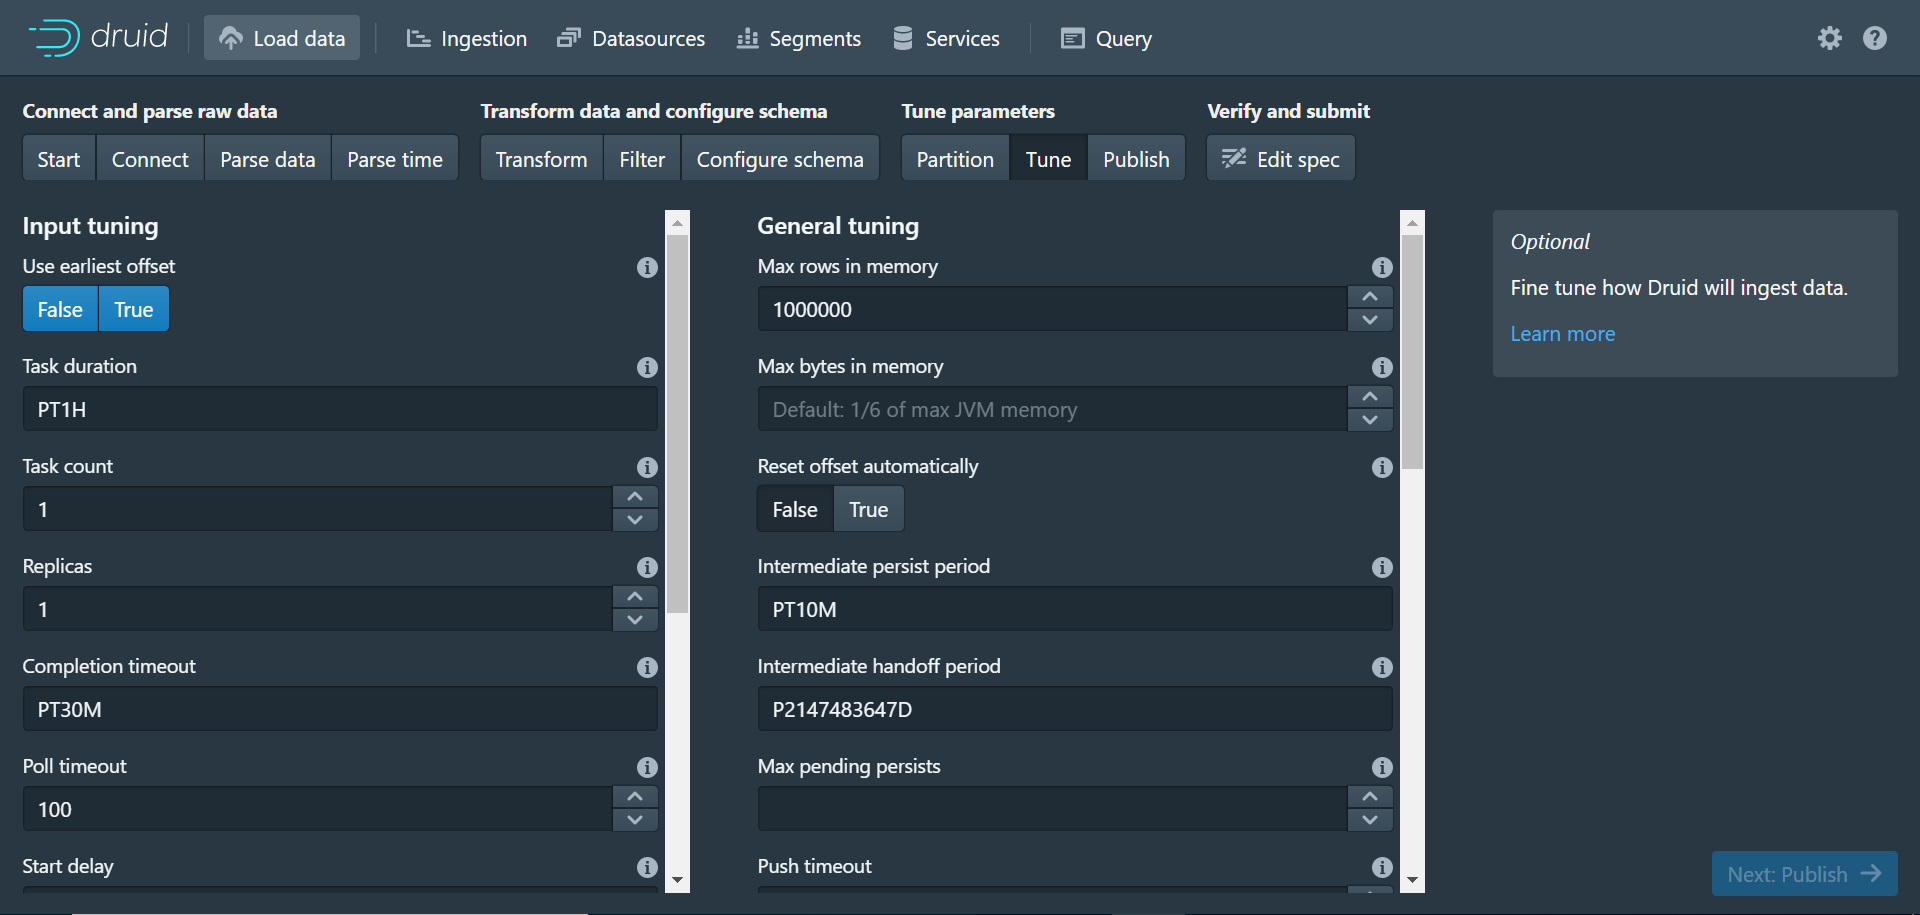 druid
Load data
Ingestion
Datasources
Segments
Services
Query
Connect and parse raw data
Start
Connect
Parse data
Parse time
Transform data and configure schema
Transform
Filter
Configure schema
Tune parameters
Partition
Tune
Publish
Verify and submit
Edit spec
Input tuning
Use earliest offset
False
True
Task duration
PT1H
Task count
1
Replicas
1
Completion timeout
PT30M
Poll timeout
100
Start delay
General tuning
Max rows in memory
1000000
Max bytes in memory
Default: 1/6 of max JVM memory
Reset offset automatically
False
True
Intermediate persist period
PT10M
Intermediate handoff period
P2147483647D
Max pending persists
Push timeout
Optional
Fine tune how Druid will ingest data.
Learn more
Next: Publish